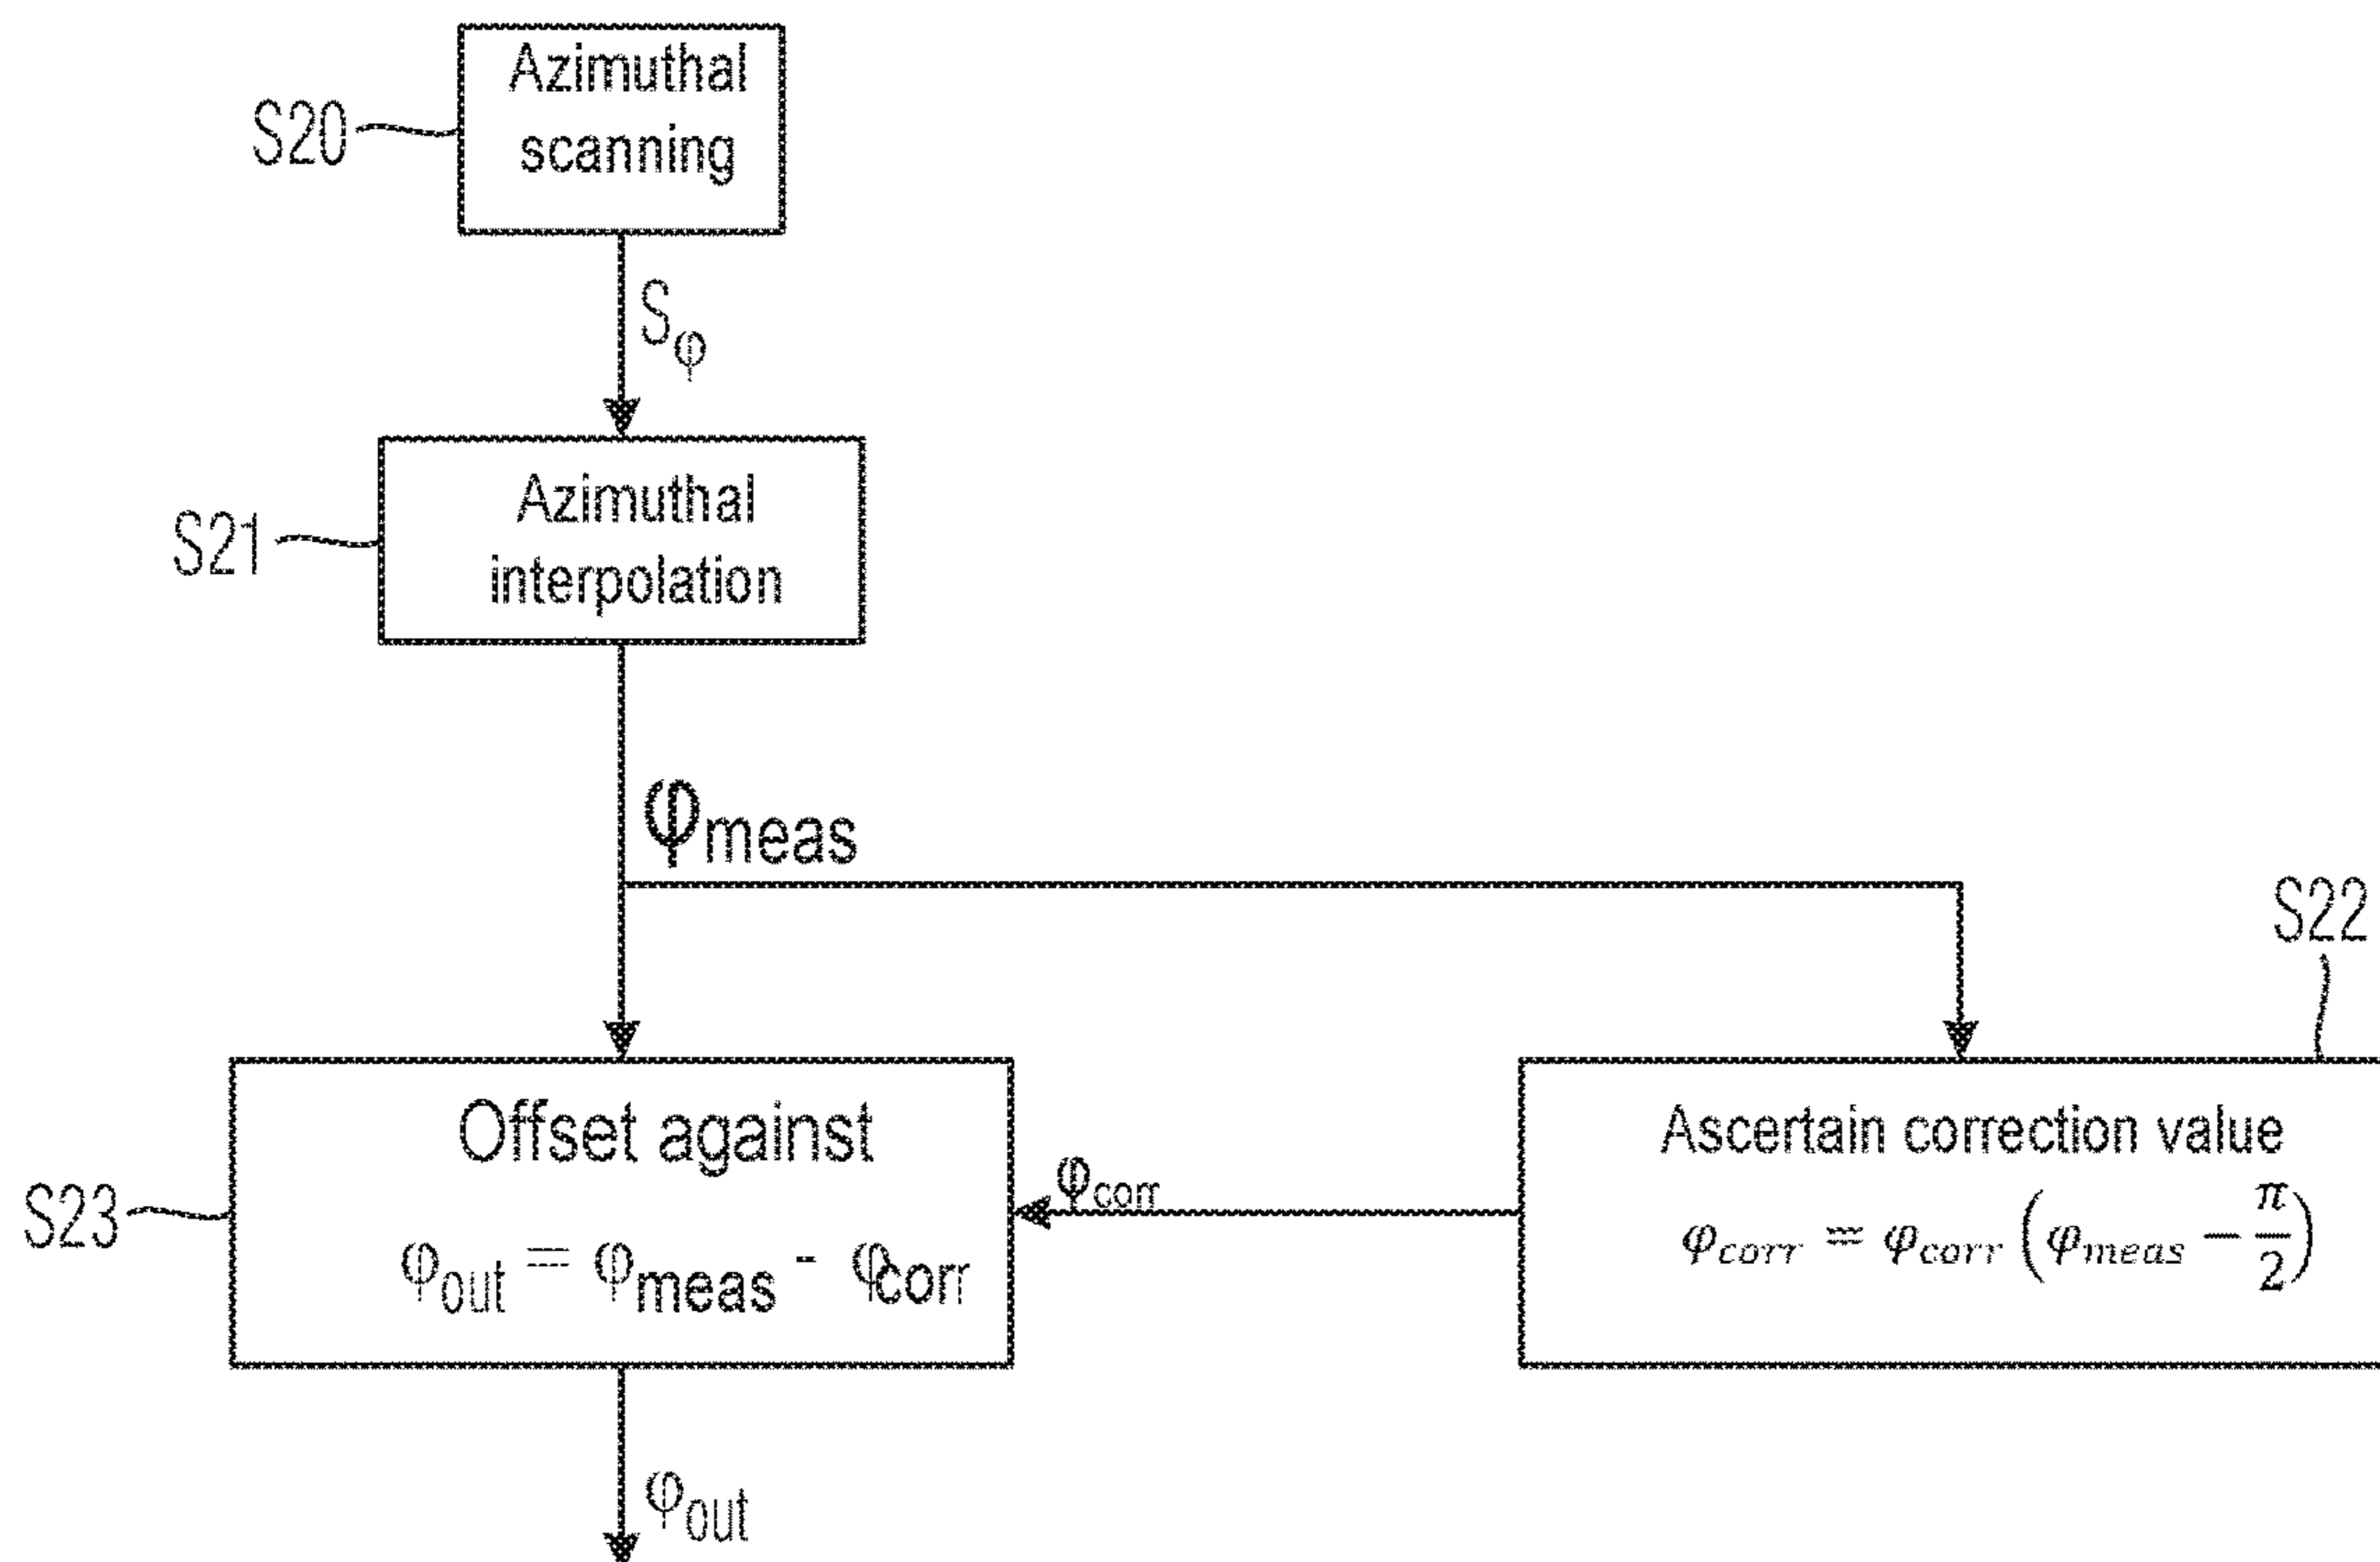 Azimuthal
scanning
S20
Sφ
Azimuthal
interpolation
S21
φmeas
S22
Offset against
φout = φmeas - φcorr
S23
φcorr
Ascertain correction value
φcorr = φcorr (φmeas − π/2)
φout